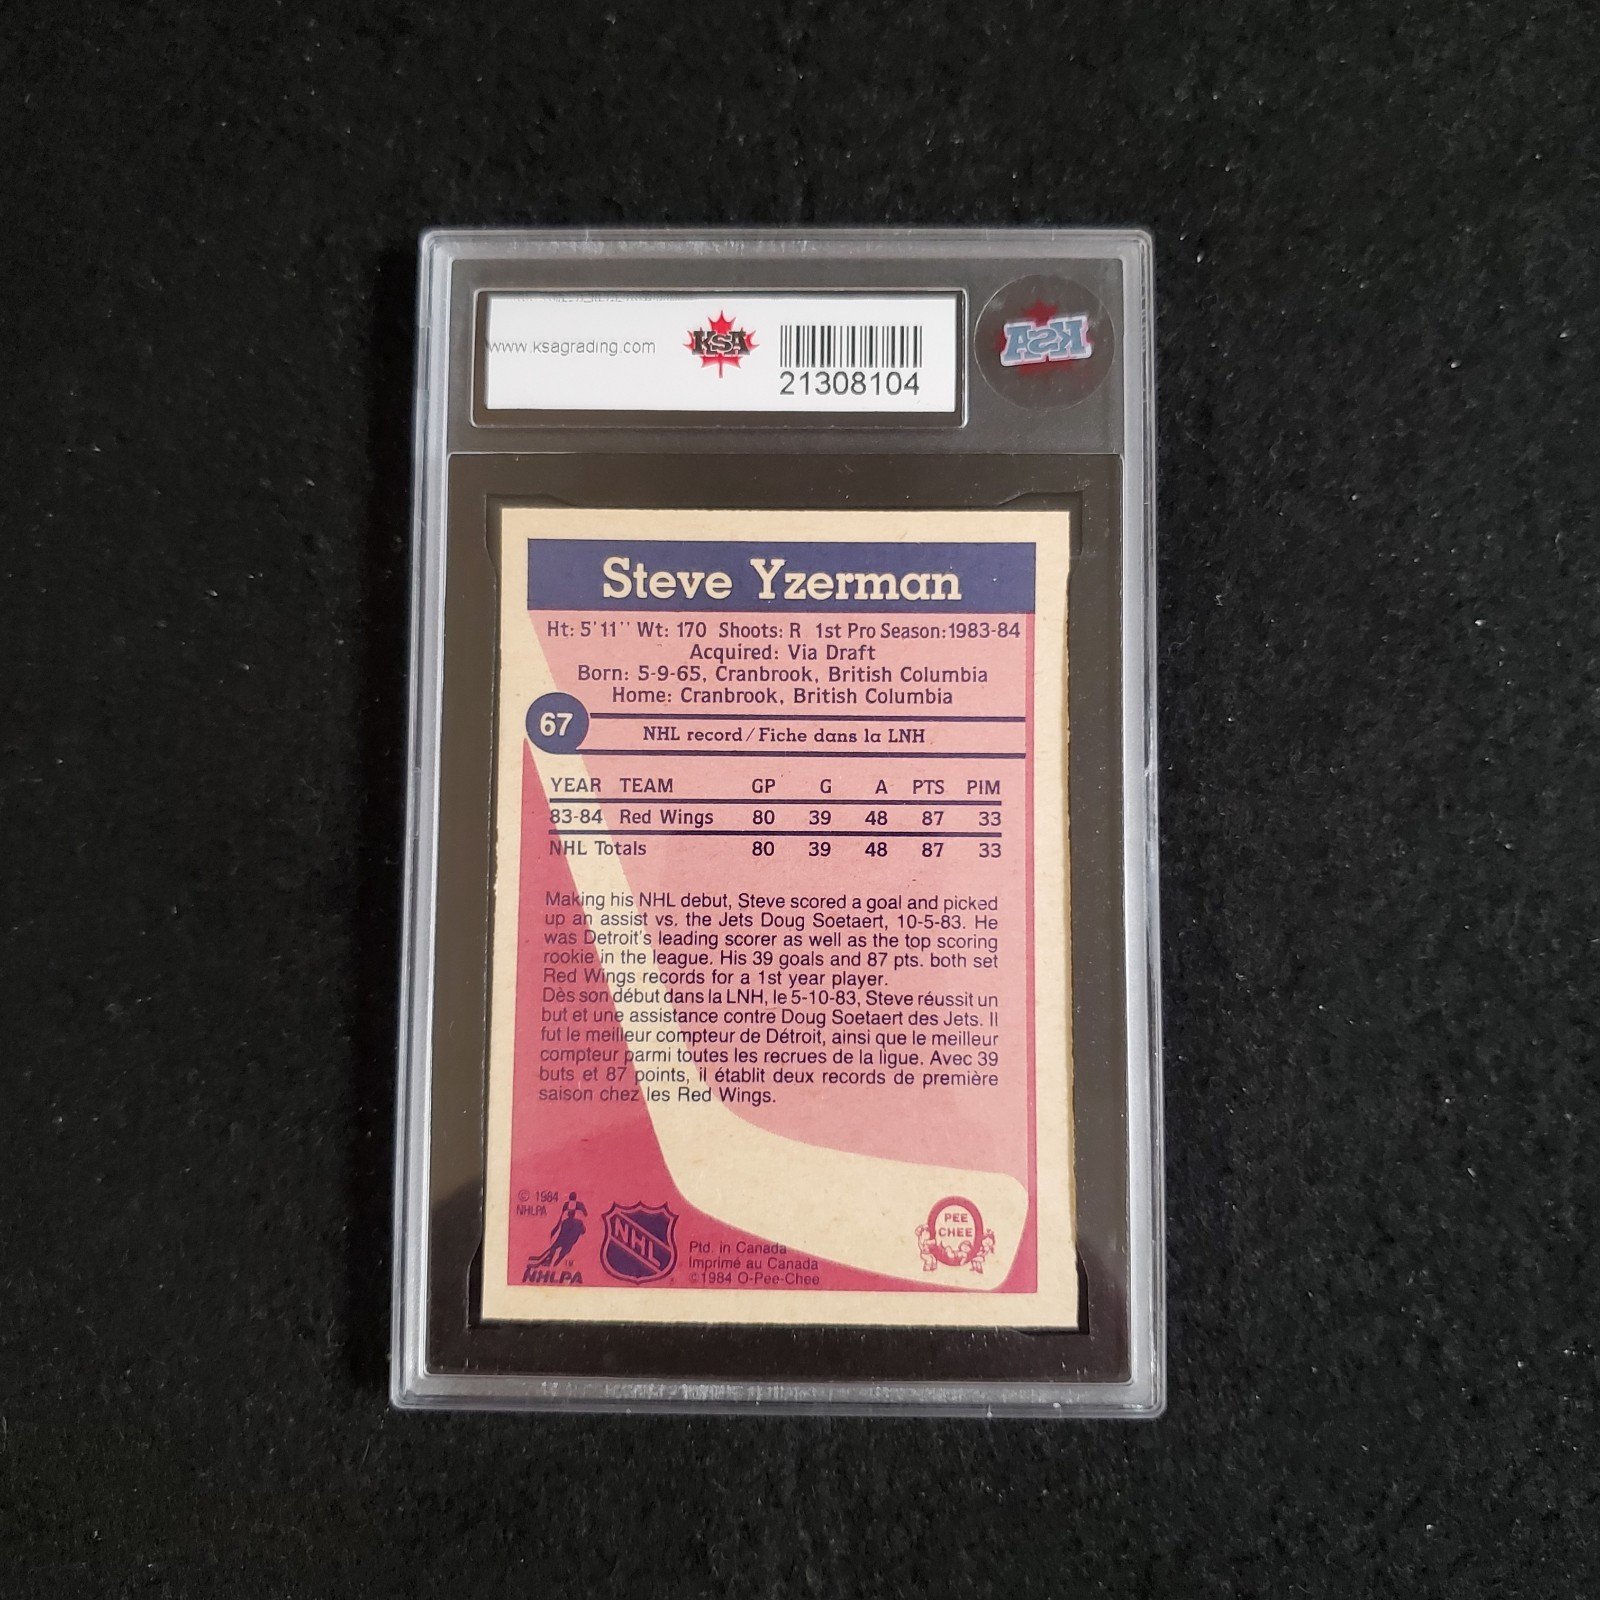 www.ksagrading.com
KSA
21308104
KSA
Steve Yzerman
Ht: 5'11'' Wt: 170 Shoots: R 1st Pro Season:1983-84
Acquired: Via Draft
Born: 5-9-65, Cranbrook, British Columbia
Home: Cranbrook, British Columbia
67
NHL record/Fiche dans la LNH
YEAR TEAM GP G A PTS PIM
83-84 Red Wings 80 39 48 87 33
NHL Totals 80 39 48 87 33
Making his NHL debut, Steve scored a goal and picked
up an assist vs. the Jets Doug Soetaert, 10-5-83. He
was Detroit's leading scorer as well as the top scoring
rookie in the league. His 39 goals and 87 pts. both set
Red Wings records for a 1st year player.
Dès son début dans la LNH, le 5-10-83, Steve réussit un
but et une assistance contre Doug Soetaert des Jets. Il
fut le meilleur compteur de Détroit, ainsi que le meilleur
compteur parmi toutes les recrues de la ligue. Avec 39
buts et 87 points, il établit deux records de première
saison chez les Red Wings.
© 1984
NHLPA
NHLPA
TM
NHL
Ptd. in Canada
Imprimé au Canada
©1984 O-Pee-Chee
O
PEE
CHEE